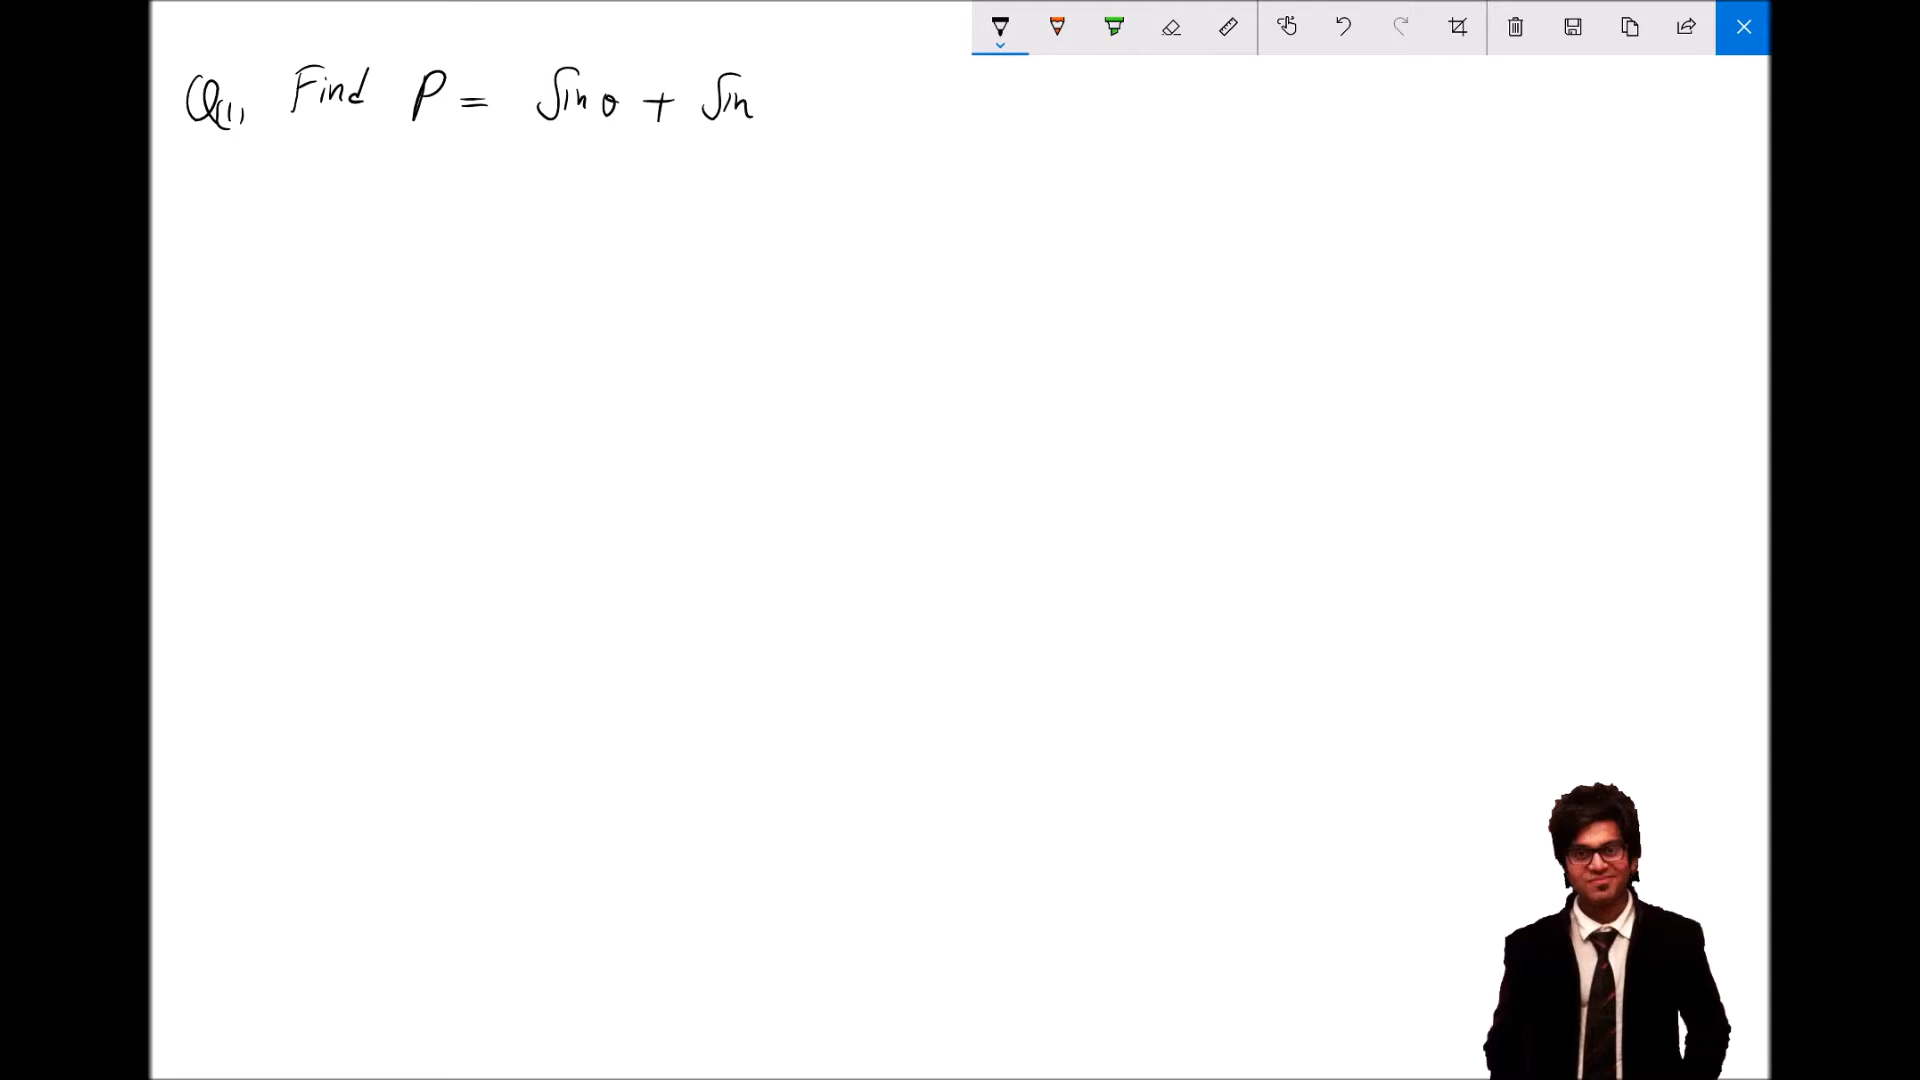 Q(1) Find P = Sin θ + Sin